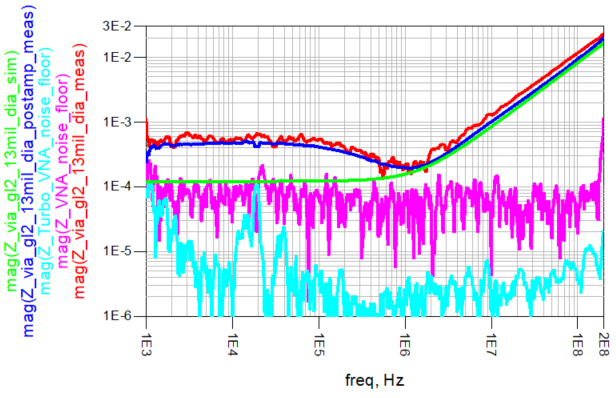 mag(Z_via_gl2_13mil_dia_sim)
mag(Z_via_gl2_13mil_dia_postamp_meas)
mag(Z_Turbo_VNA_noise_floor)
mag(Z_VNA_noise_floor)
mag(Z_via_gl2_13mil_dia_meas)
3E-2
1E-2
1E-3
1E-4
1E-5
1E-6
1E3
1E4
1E5
1E6
1E7
1E8
2E8
freq, Hz